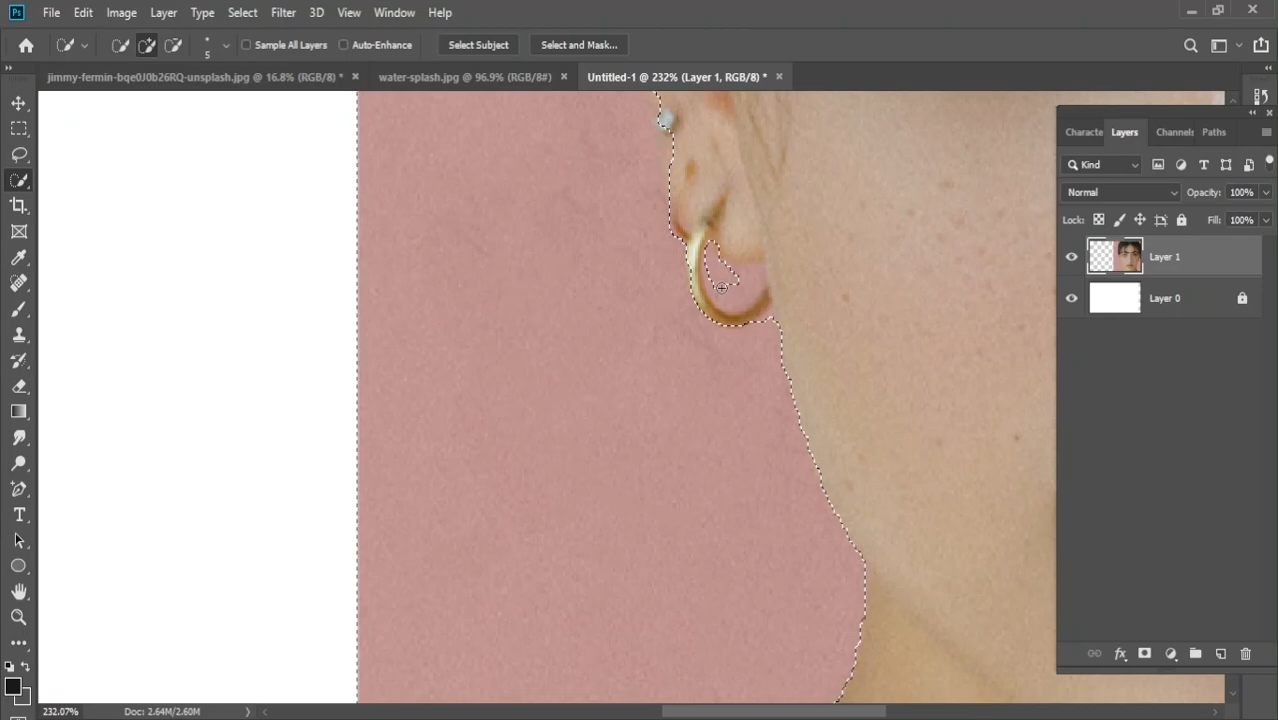 Ps File Edit Image Layer Type Select Filter 3D View Window Help
5 Sample All Layers Auto-Enhance Select Subject Select and Mask...
jimmy-fermin-bqe0J0b26RQ-unsplash.jpg @ 16.8% (RGB/8) * water-splash.jpg @ 96.9% (RGB/8#) Untitled-1 @ 232% (Layer 1, RGB/8) *
Characte Layers Channels Paths
Kind
Normal Opacity: 100%
Lock: Fill: 100%
Layer 1
Layer 0
T
fx
232.07% Doc: 2.64M/2.60M